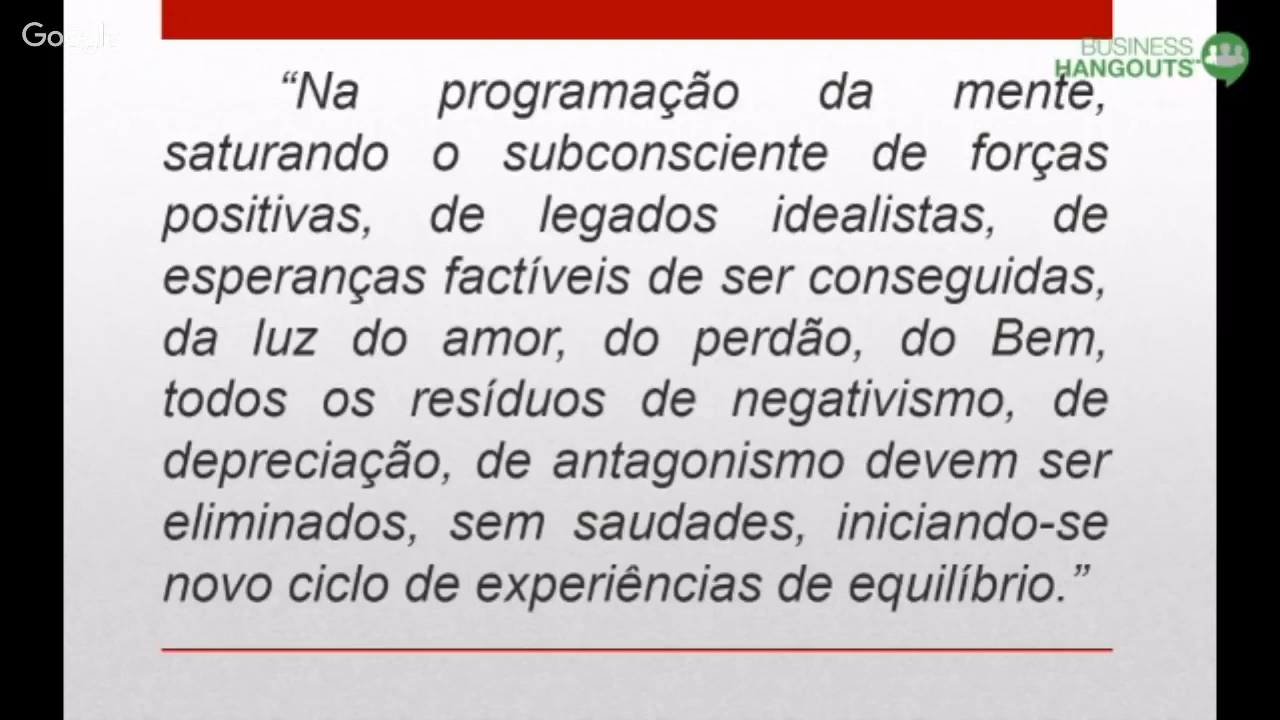 Google
BUSINESS
HANGOUTS
“Na programação da mente,
saturando o subconsciente de forças
positivas, de legados idealistas, de
esperanças factíveis de ser conseguidas,
da luz do amor, do perdão, do Bem,
todos os resíduos de negativismo, de
depreciação, de antagonismo devem ser
eliminados, sem saudades, iniciando-se
novo ciclo de experiências de equilíbrio.”